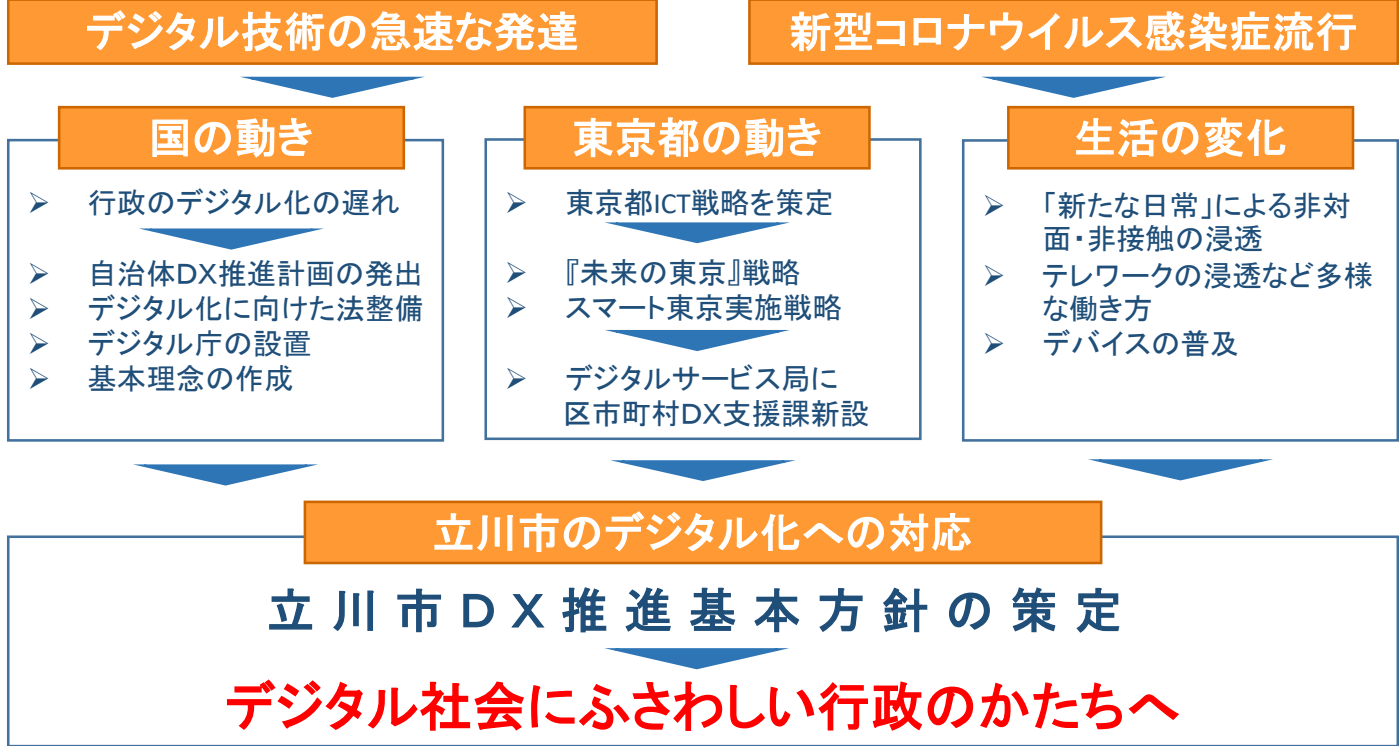 デジタル技術の急速な発達
新型コロナウイルス感染症流行
国の動き
➢ 行政のデジタル化の遅れ
➢ 自治体DX推進計画の発出
➢ デジタル化に向けた法整備
➢ デジタル庁の設置
➢ 基本理念の作成
東京都の動き
➢ 東京都ICT戦略を策定
➢ 『未来の東京』戦略
➢ スマート東京実施戦略
➢ デジタルサービス局に
区市町村DX支援課新設
生活の変化
➢ 「新たな日常」による非対
面・非接触の浸透
➢ テレワークの浸透など多様
な働き方
➢ デバイスの普及
立川市のデジタル化への対応
立川市DX推進基本方針の策定
デジタル社会にふさわしい行政のかたちへ